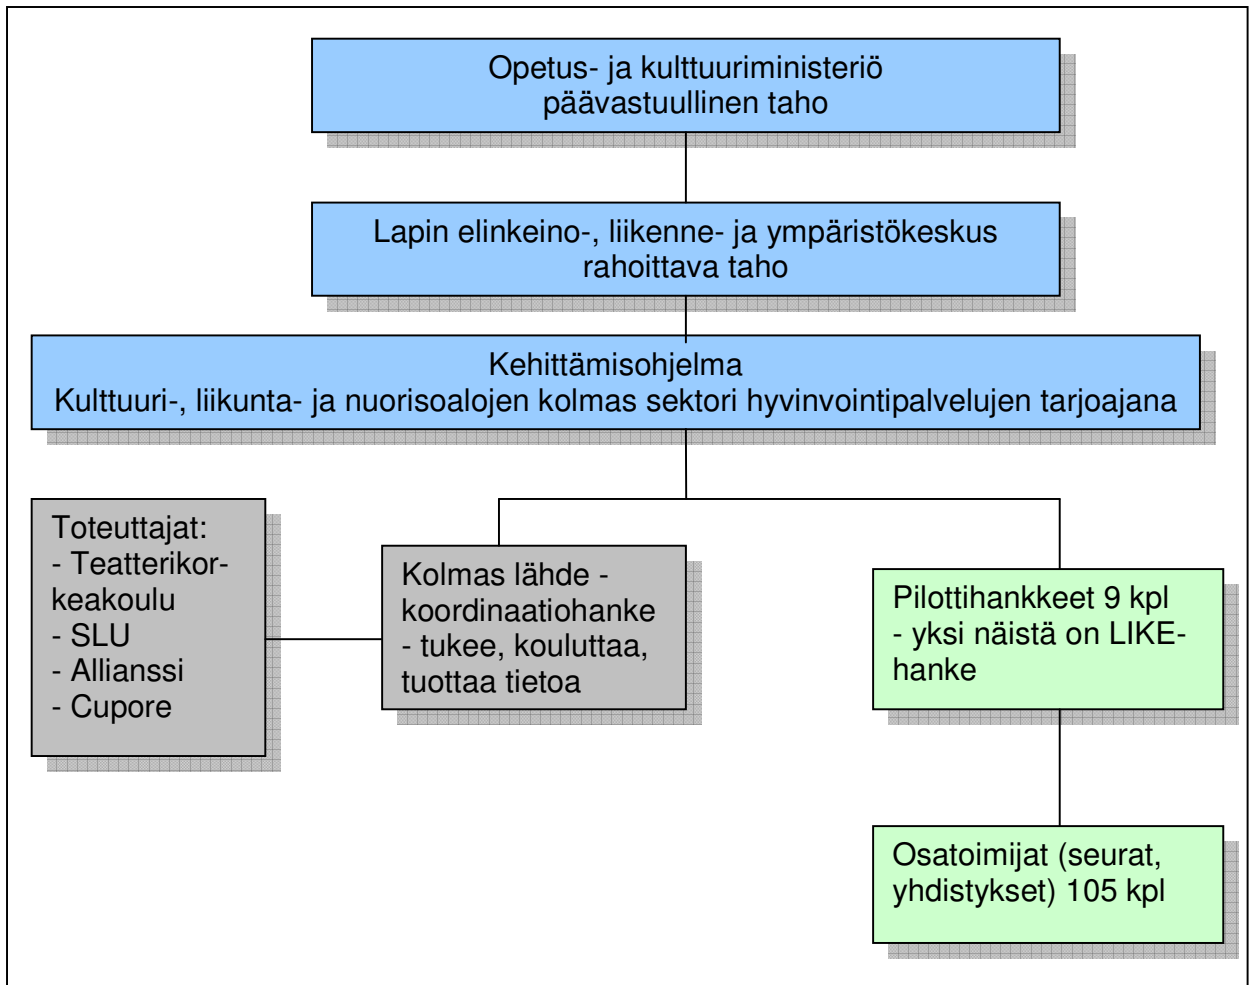 Opetus- ja kulttuuriministeriö
päävastuullinen taho
Lapin elinkeino-, liikenne- ja ympäristökeskus
rahoittava taho
Kehittämisohjelma
Kulttuuri-, liikunta- ja nuorisoalojen kolmas sektori hyvinvointipalvelujen tarjoajana
Toteuttajat:
- Teatterikor-
keakoulu
- SLU
- Allianssi
- Cupore
Kolmas lähde -
koordinaatiohanke
- tukee, kouluttaa,
tuottaa tietoa
Pilottihankkeet 9 kpl
- yksi näistä on LIKE-
hanke
Osatoimijat (seurat,
yhdistykset) 105 kpl